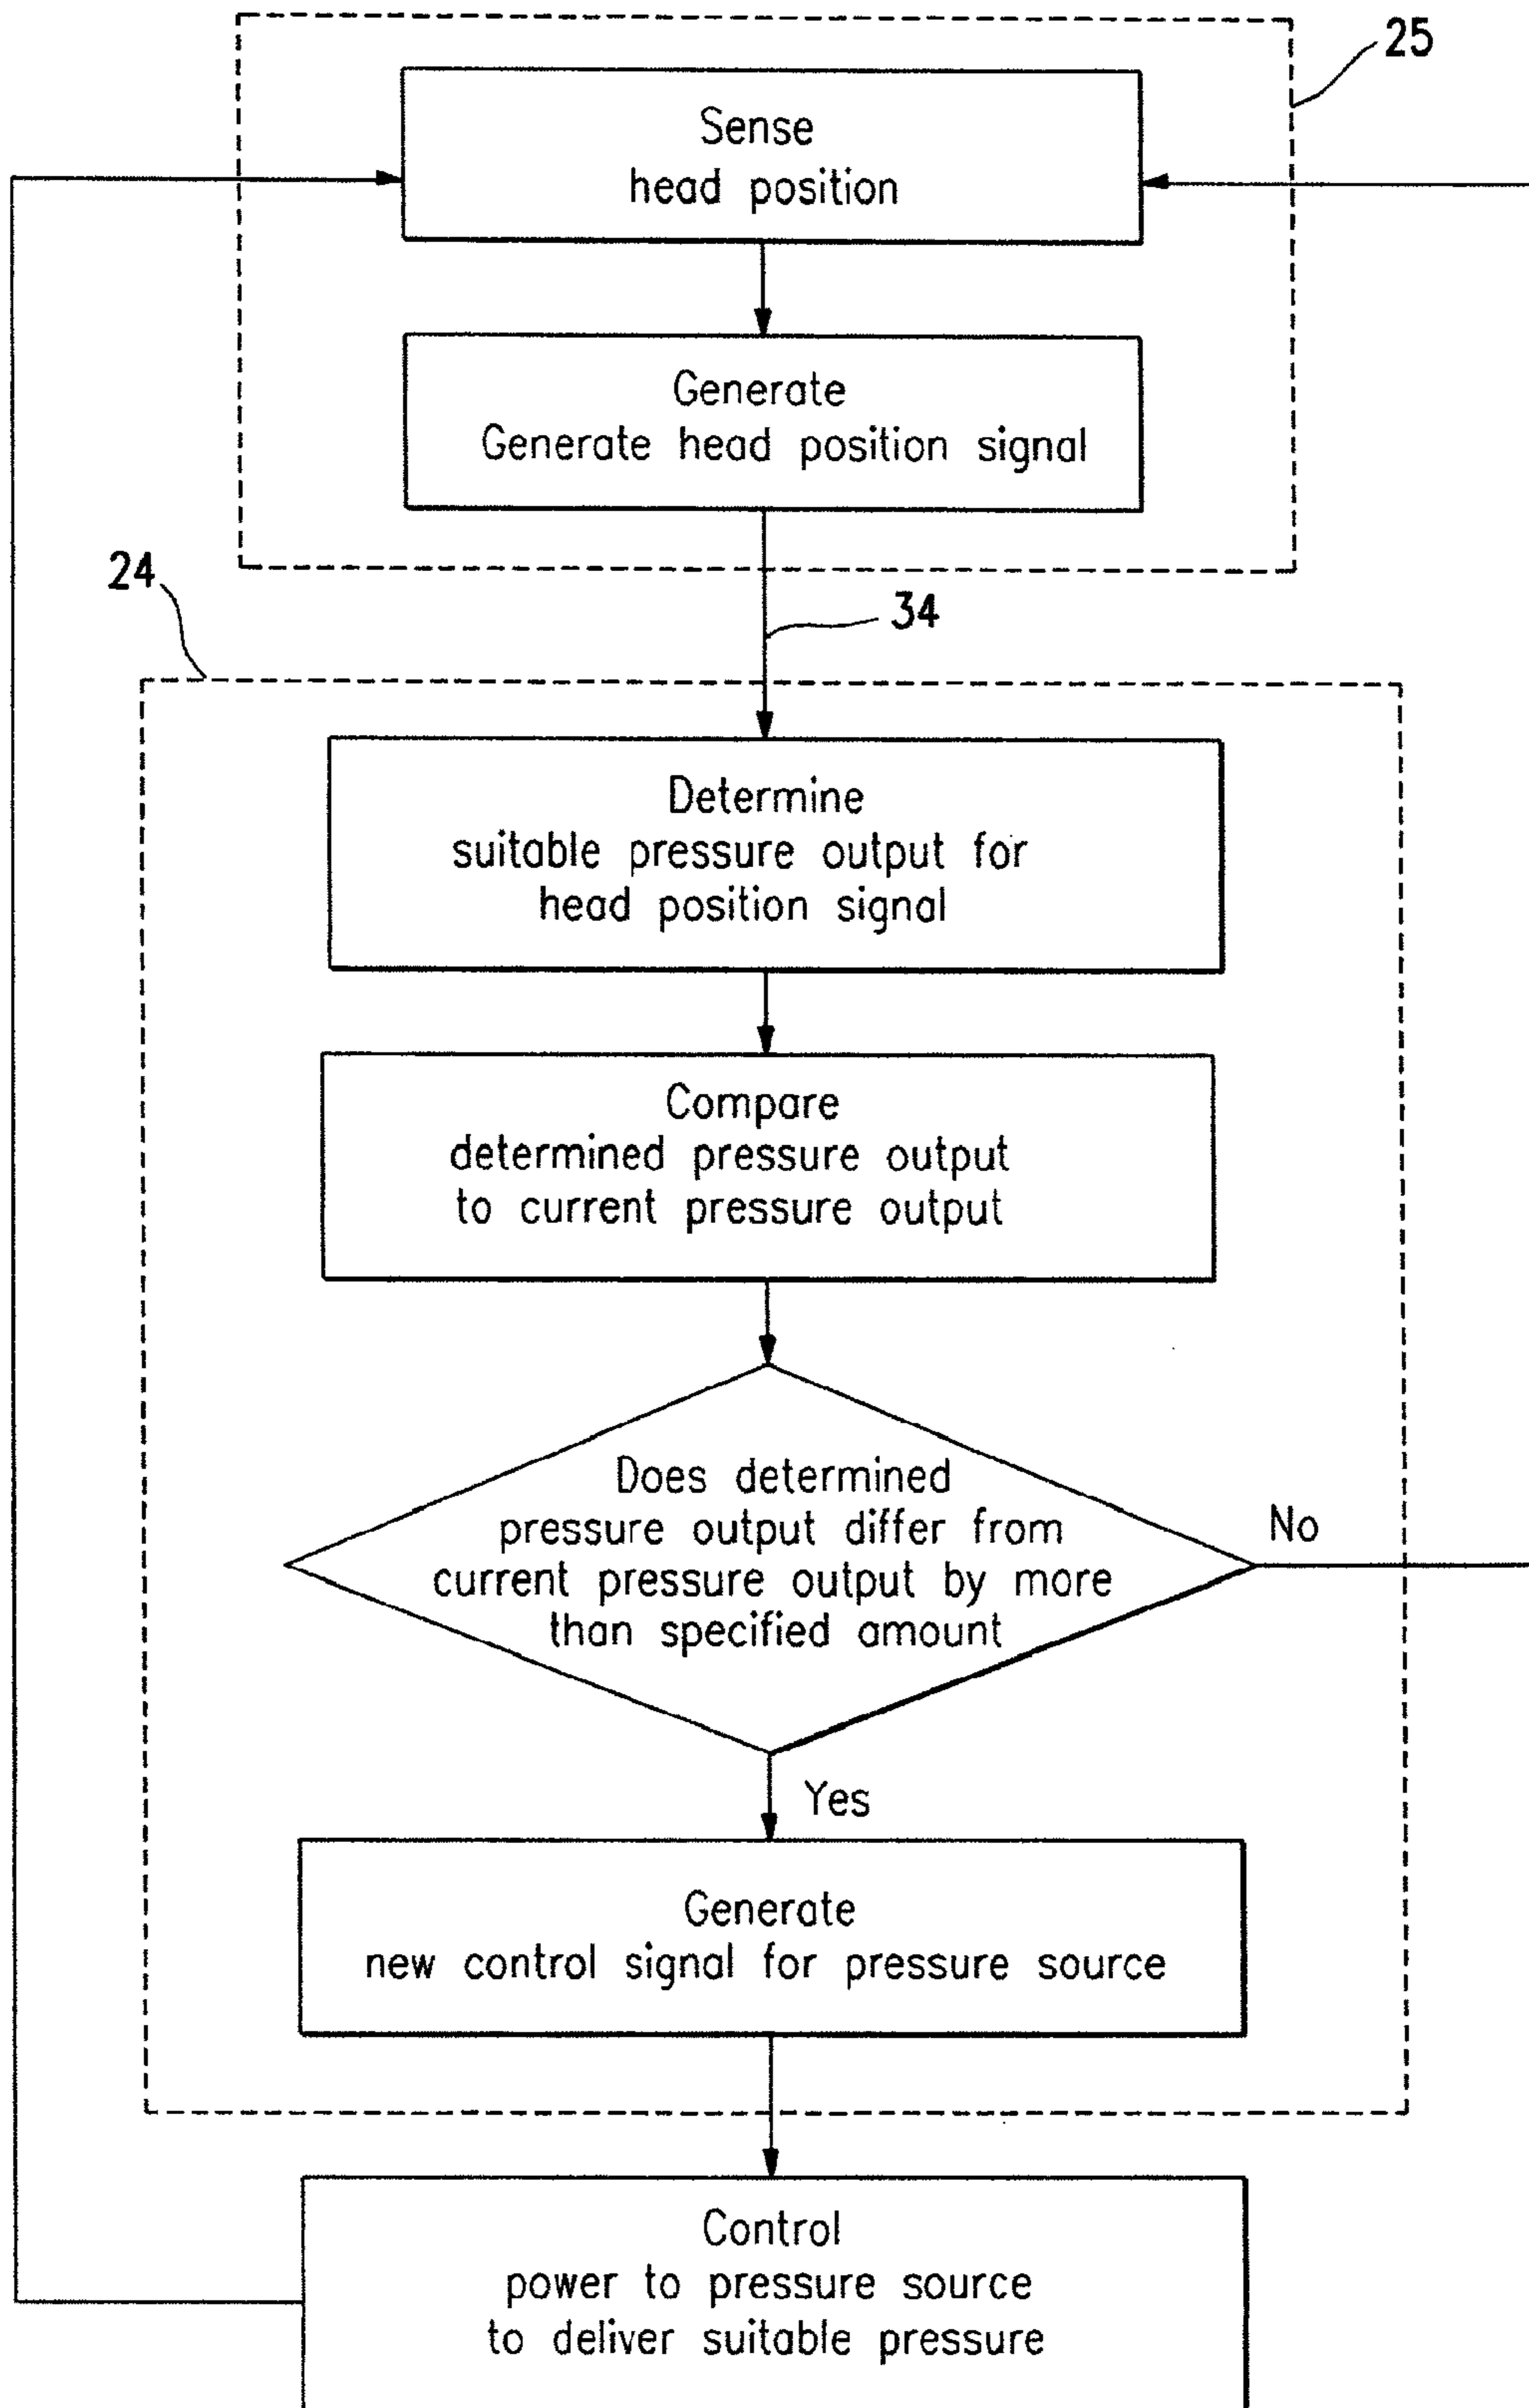 25
Sense
head position
Generate
Generate head position signal
24
34
Determine
suitable pressure output for
head position signal
Compare
determined pressure output
to current pressure output
Does determined
pressure output differ from
current pressure output by more
than specified amount
No
Yes
Generate
new control signal for pressure source
Control
power to pressure source
to deliver suitable pressure